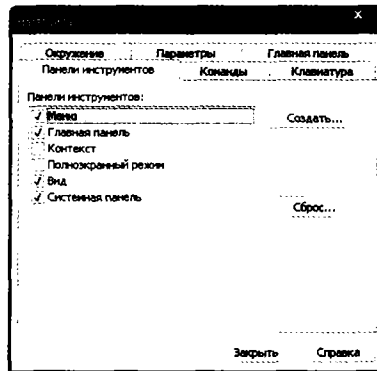 Окружение Параметры Главная панель
Панели инструментов Команды Клавиатура
Панели инструментов:
Меню
Создать...
Главная панель
Контекст
Полноэкранный режим
Вид
Системная панель
Сброс...
Закрыть Справка